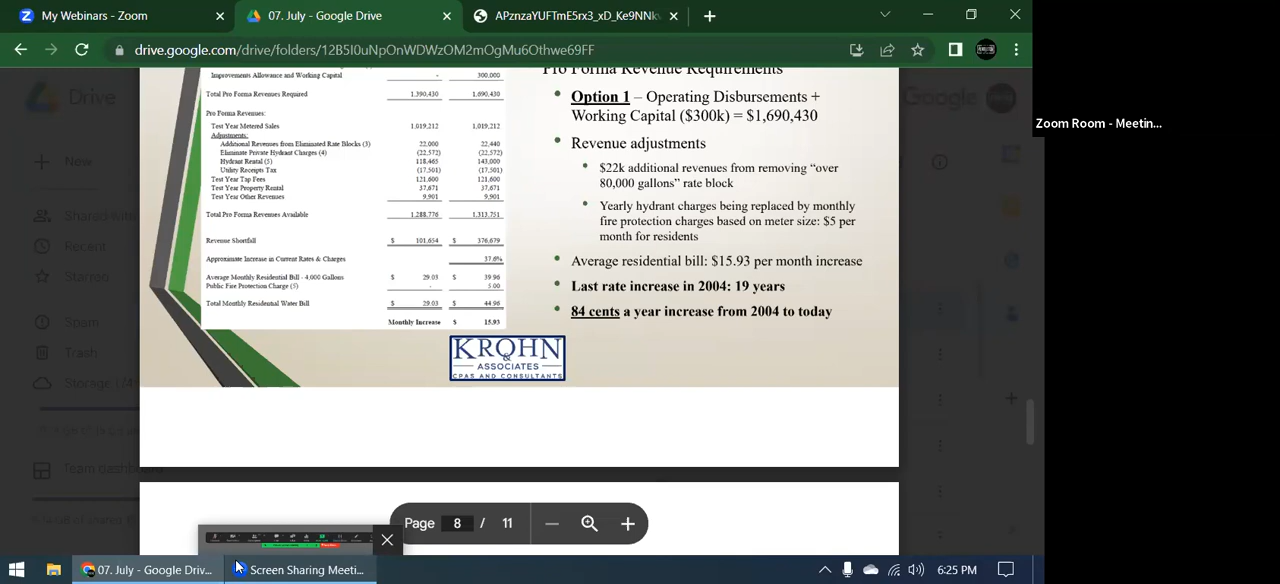 My Webinars - Zoom
07. July - Google Drive
APznzaYUFTmE5rx3_xD_Ke9NNk
drive.google.com/drive/folders/12B5I0uNpOnWDWzOM2mOgMu6Othwe69FF
Drive
Google
New
Recent
Spam
Trash
Storage
Improvements Allowance and Working Capital - 300,000
Total Pro Forma Revenues Required 1,390,430 1,690,430
Pro Forma Revenues:
Test Year Metered Sales 1,019,212 1,019,212
Adjustments:
Additional Revenues from Eliminated Rate Blocks (3) 22,000 22,440
Eliminate Private Hydrant Charges (4) (22,572) (22,572)
Hydrant Rental (5) 118,465 143,000
Utility Receipts Tax (17,501) (17,501)
Test Year Tap Fees 121,600 121,600
Test Year Property Rental 37,671 37,671
Test Year Other Revenues 9,901 9,901
Total Pro Forma Revenues Available 1,288,776 1,313,751
Revenue Shortfall $ 101,654 $ 376,679
Approximate Increase in Current Rates & Charges 37.6%
Average Monthly Residential Bill - 4,000 Gallons $ 29.03 $ 39.96
Public Fire Protection Charge (5) - 5.00
Total Monthly Residential Water Bill $ 29.03 $ 44.96
Monthly Increase $ 15.93
Pro Forma Revenue Requirements
• Option 1 – Operating Disbursements +
Working Capital ($300k) = $1,690,430
• Revenue adjustments
• $22k additional revenues from removing “over
80,000 gallons” rate block
• Yearly hydrant charges being replaced by monthly
fire protection charges based on meter size: $5 per
month for residents
• Average residential bill: $15.93 per month increase
• Last rate increase in 2004: 19 years
• 84 cents a year increase from 2004 to today
KROHN
&
ASSOCIATES
CPAS AND CONSULTANTS
Zoom Room - Meetin...
Page 8 / 11
07. July - Google Driv...
Screen Sharing Meeti...
6:25 PM